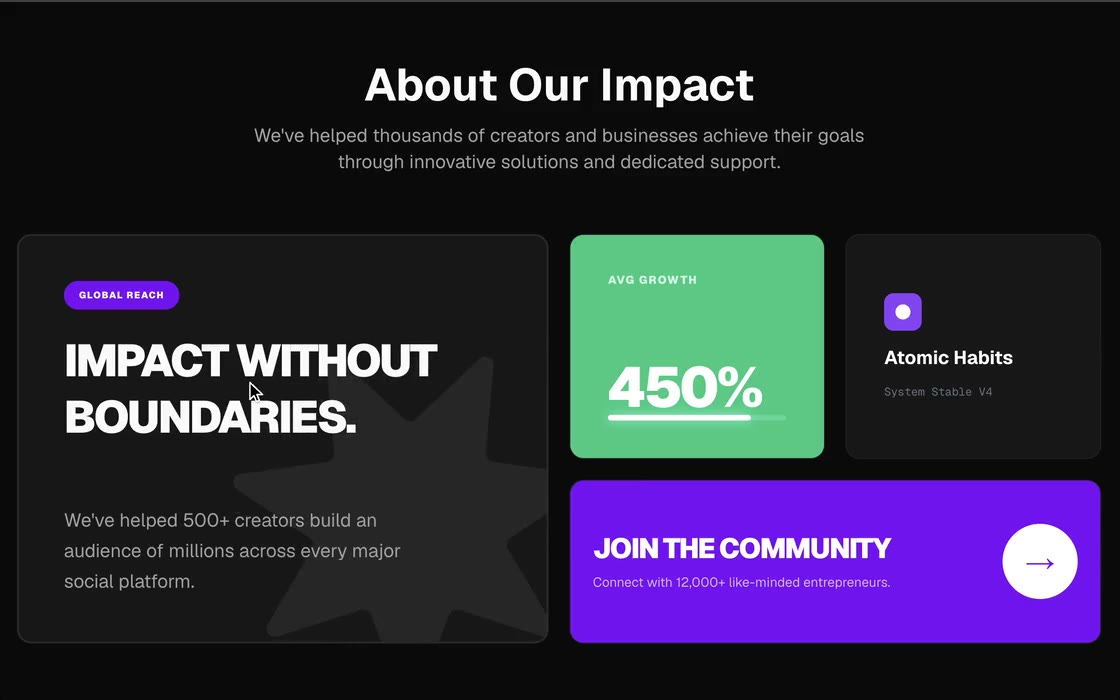 About Our Impact
We've helped thousands of creators and businesses achieve their goals
through innovative solutions and dedicated support.
GLOBAL REACH
IMPACT WITHOUT
BOUNDARIES.
We've helped 500+ creators build an
audience of millions across every major
social platform.
AVG GROWTH
450%
Atomic Habits
System Stable V4
JOIN THE COMMUNITY
Connect with 12,000+ like-minded entrepreneurs.
→